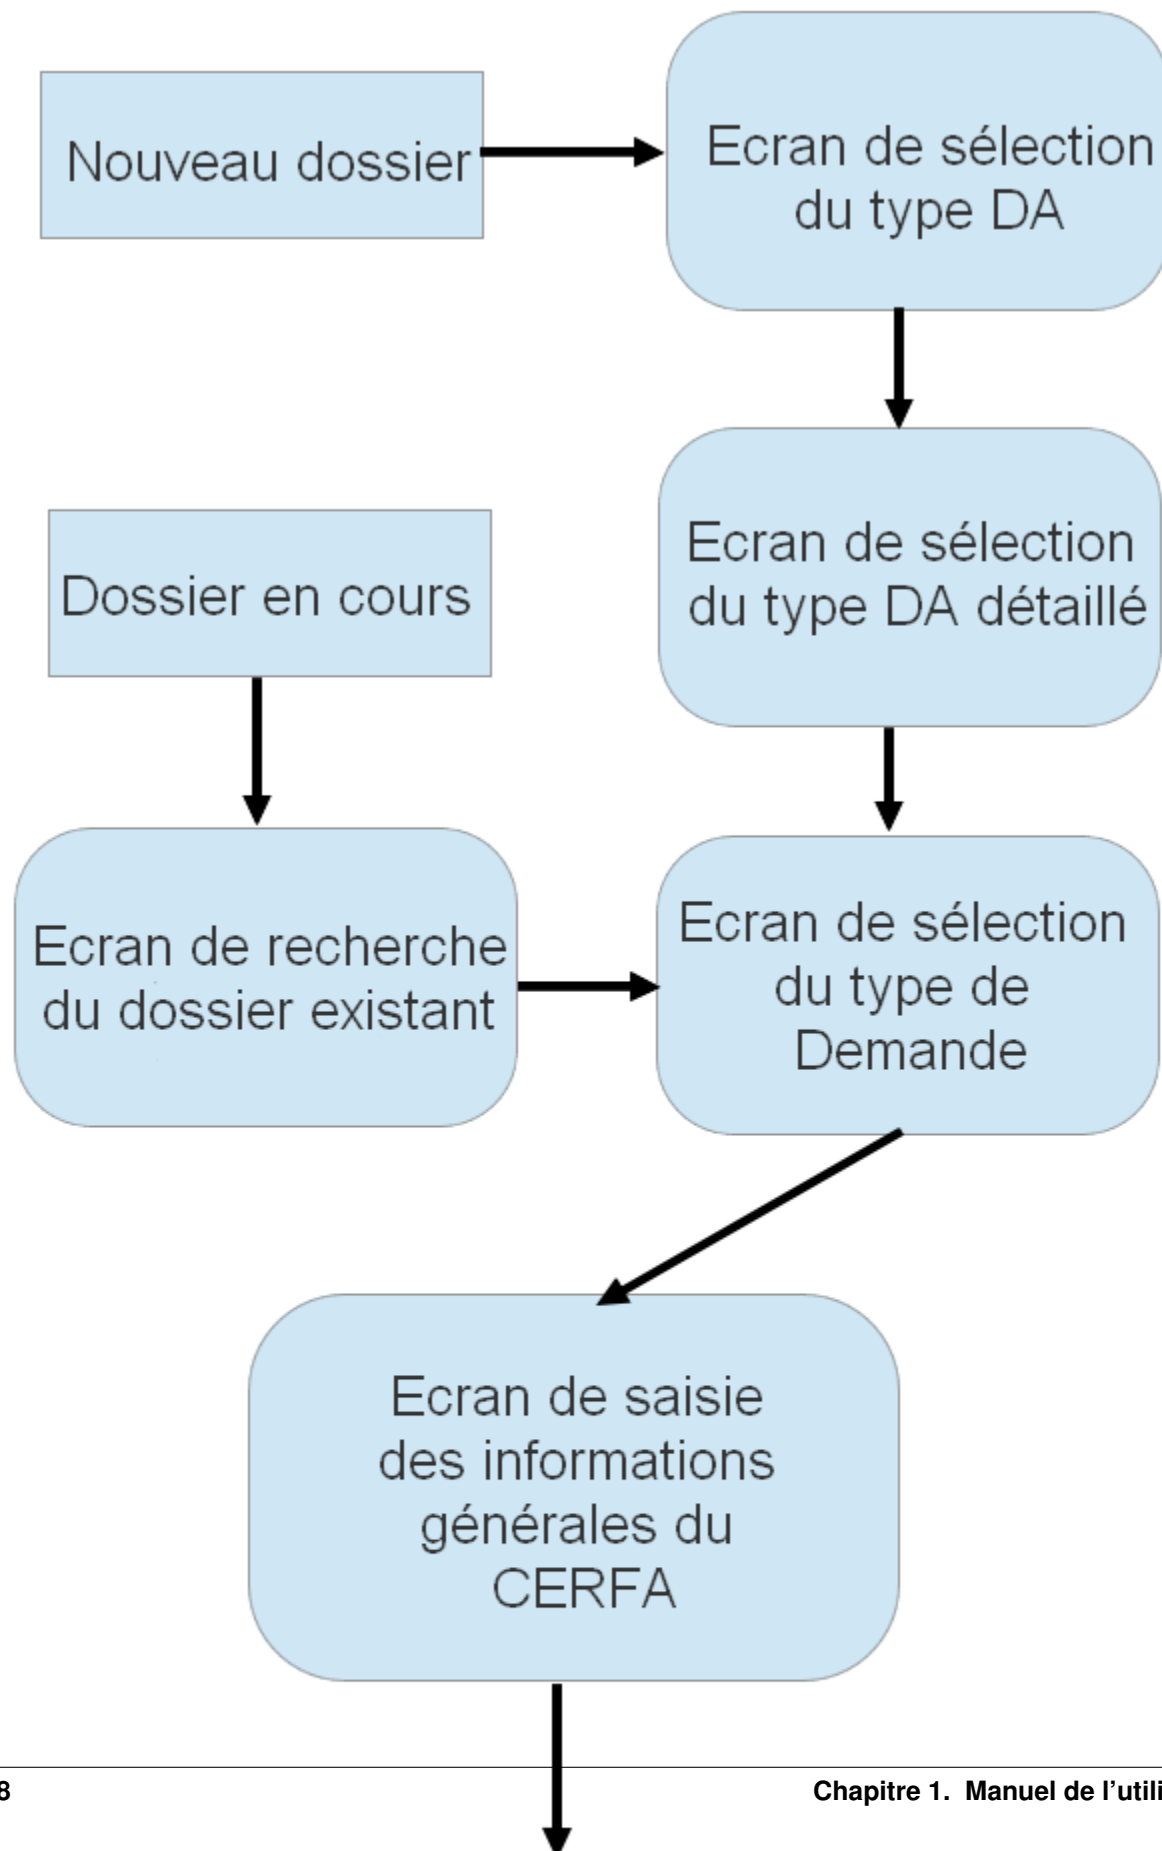 Nouveau dossier
Ecran de sélection
du type DA
Ecran de sélection
du type DA détaillé
Dossier en cours
Ecran de recherche
du dossier existant
Ecran de sélection
du type de
Demande
Ecran de saisie
des informations
générales du
CERFA
8
Chapitre 1. Manuel de l'utili